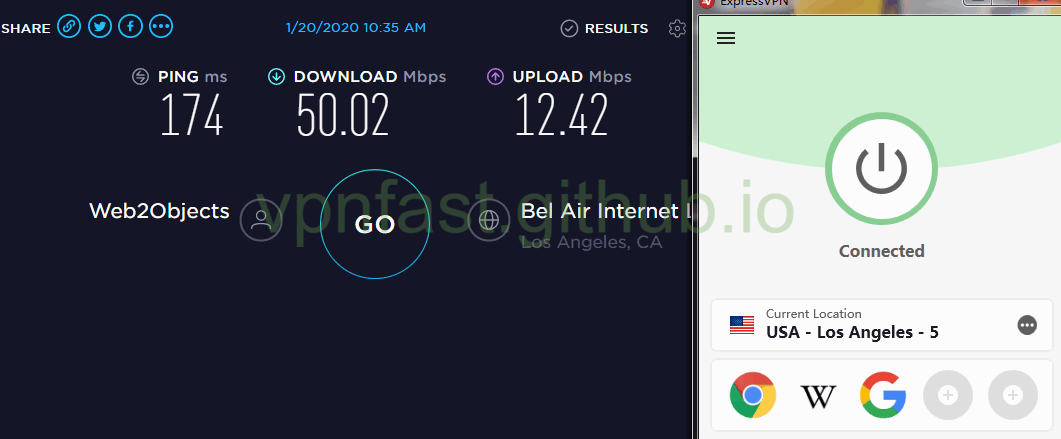 SHARE
1/20/2020 10:35 AM
RESULTS
PING ms
DOWNLOAD Mbps
UPLOAD Mbps
174
50.02
12.42
Web2Objects
GO
Bel Air Internet L
Los Angeles, CA
vpnfast.github.io
ExpressVPN
Connected
Current Location
USA - Los Angeles - 5
W
G